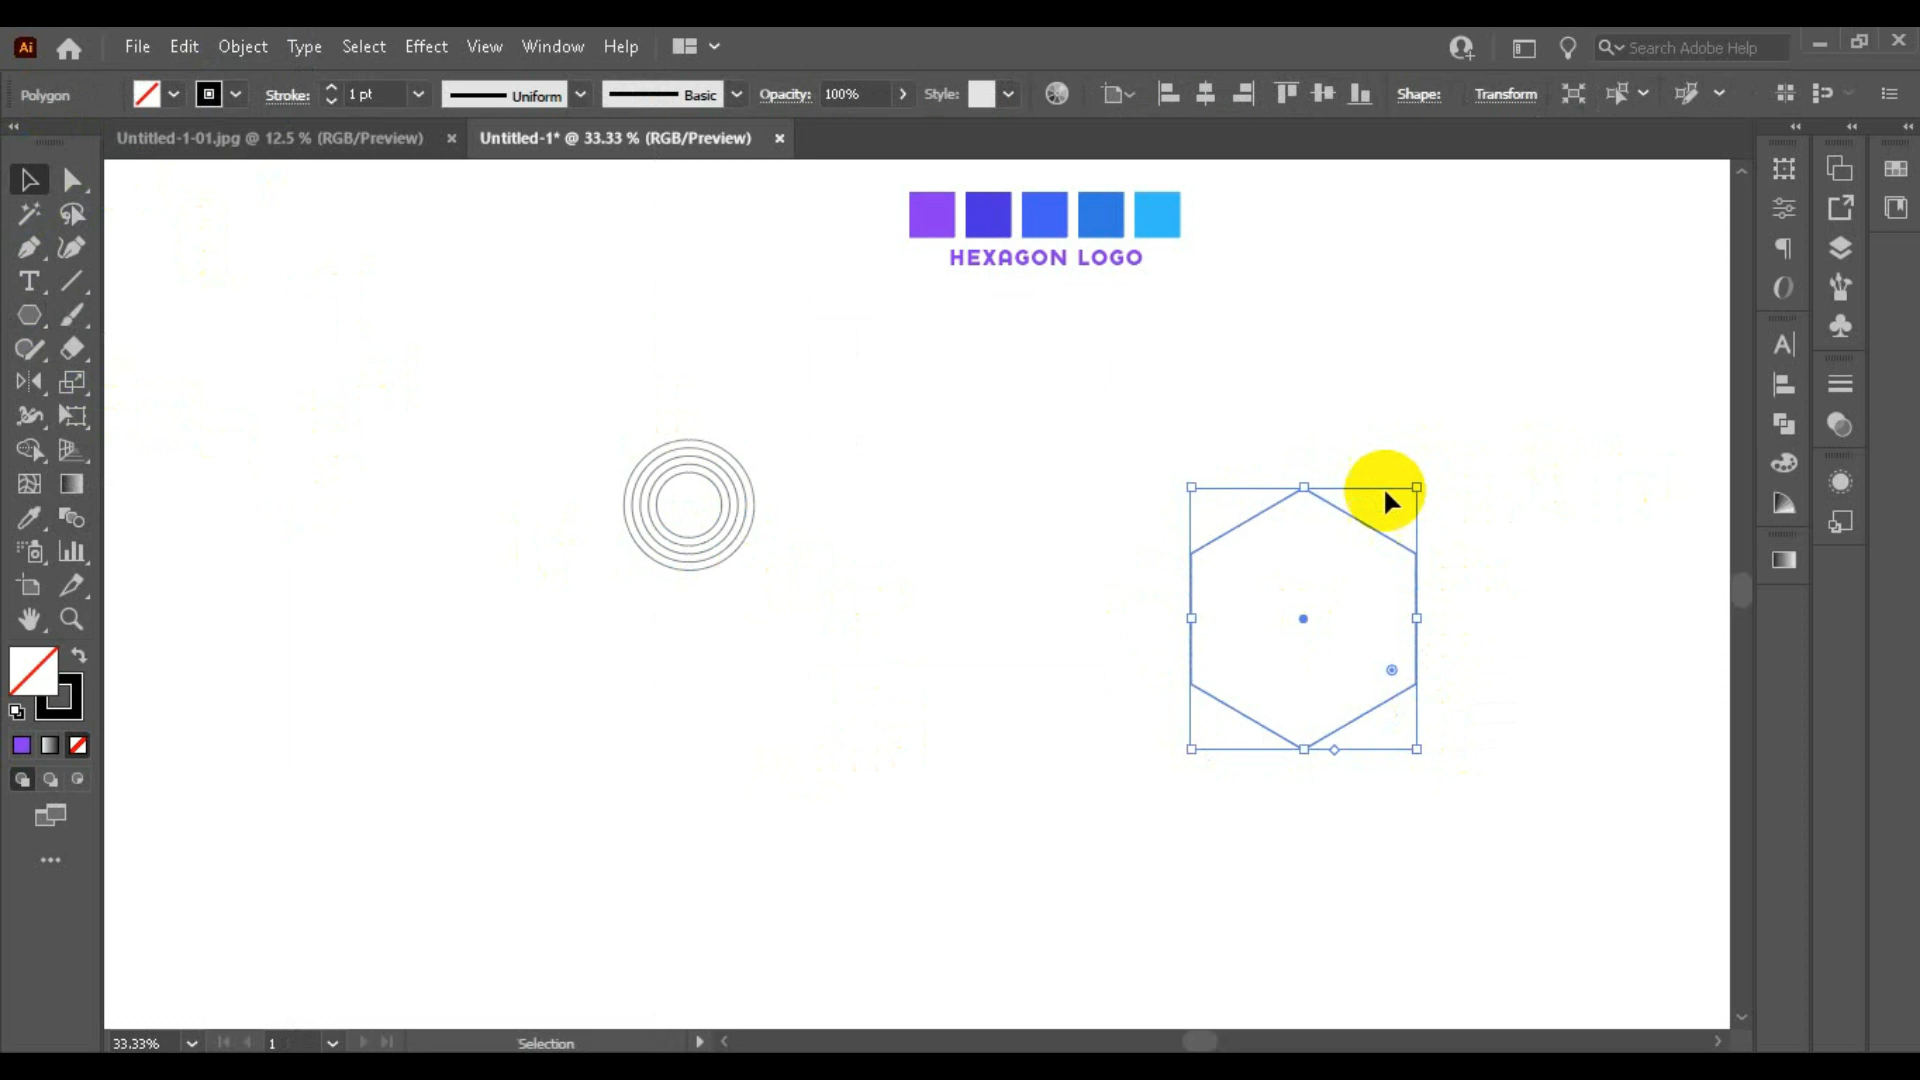 Ai File Edit Object Type Select Effect View Window Help Search Adobe Help
Polygon Stroke: 1 pt Uniform Basic Opacity: 100% Style: Shape: Transform
Untitled-1-01.jpg @ 12.5 % (RGB/Preview) Untitled-1* @ 33.33 % (RGB/Preview)
HEXAGON LOGO
33.33% 1 Selection